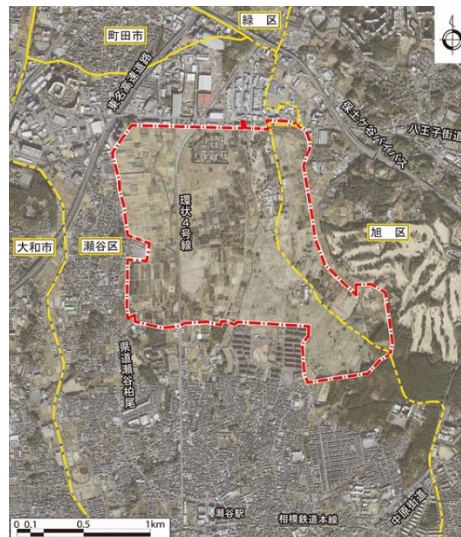 緑 区
町田市
東名高速道路
保土ケ谷バイパス
八王子街道
環状4号線
旭 区
大和市
瀬谷区
県道瀬谷柏尾
中原街道
瀬谷駅
相模鉄道本線
0 0.1 0.5 1km